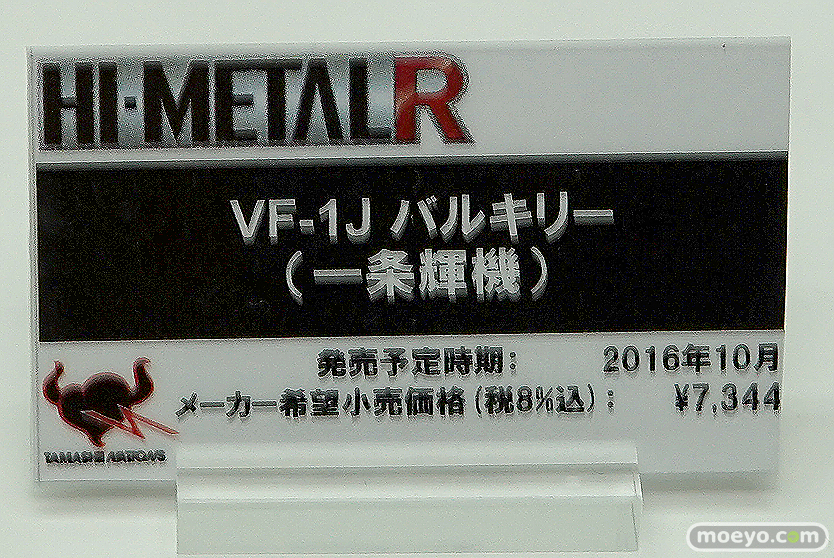 HI-METAL R
VF-1J バルキリー
（一条輝機）
発売予定時期： 2016年10月
メーカー希望小売価格（税8%込）： ¥7,344
TAMASHII NATIONS
moeyo.com